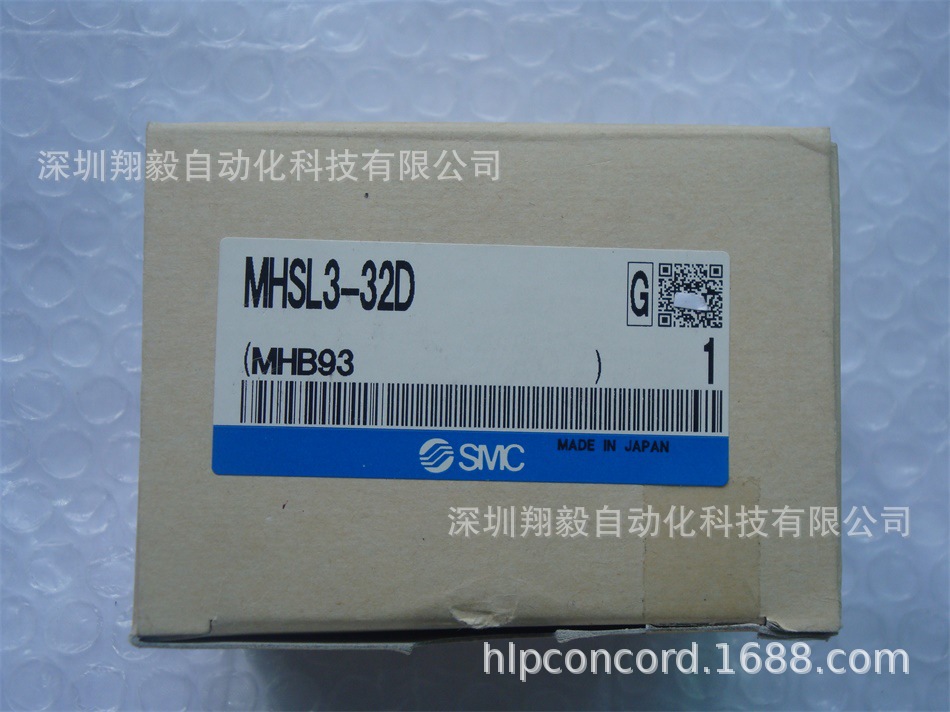 深圳翔毅自动化科技有限公司
MHSL3-32D
G
(MHB93 )
1
SMC
MADE IN JAPAN
深圳翔毅自动化科技有限公司
hlpconcord.1688.com